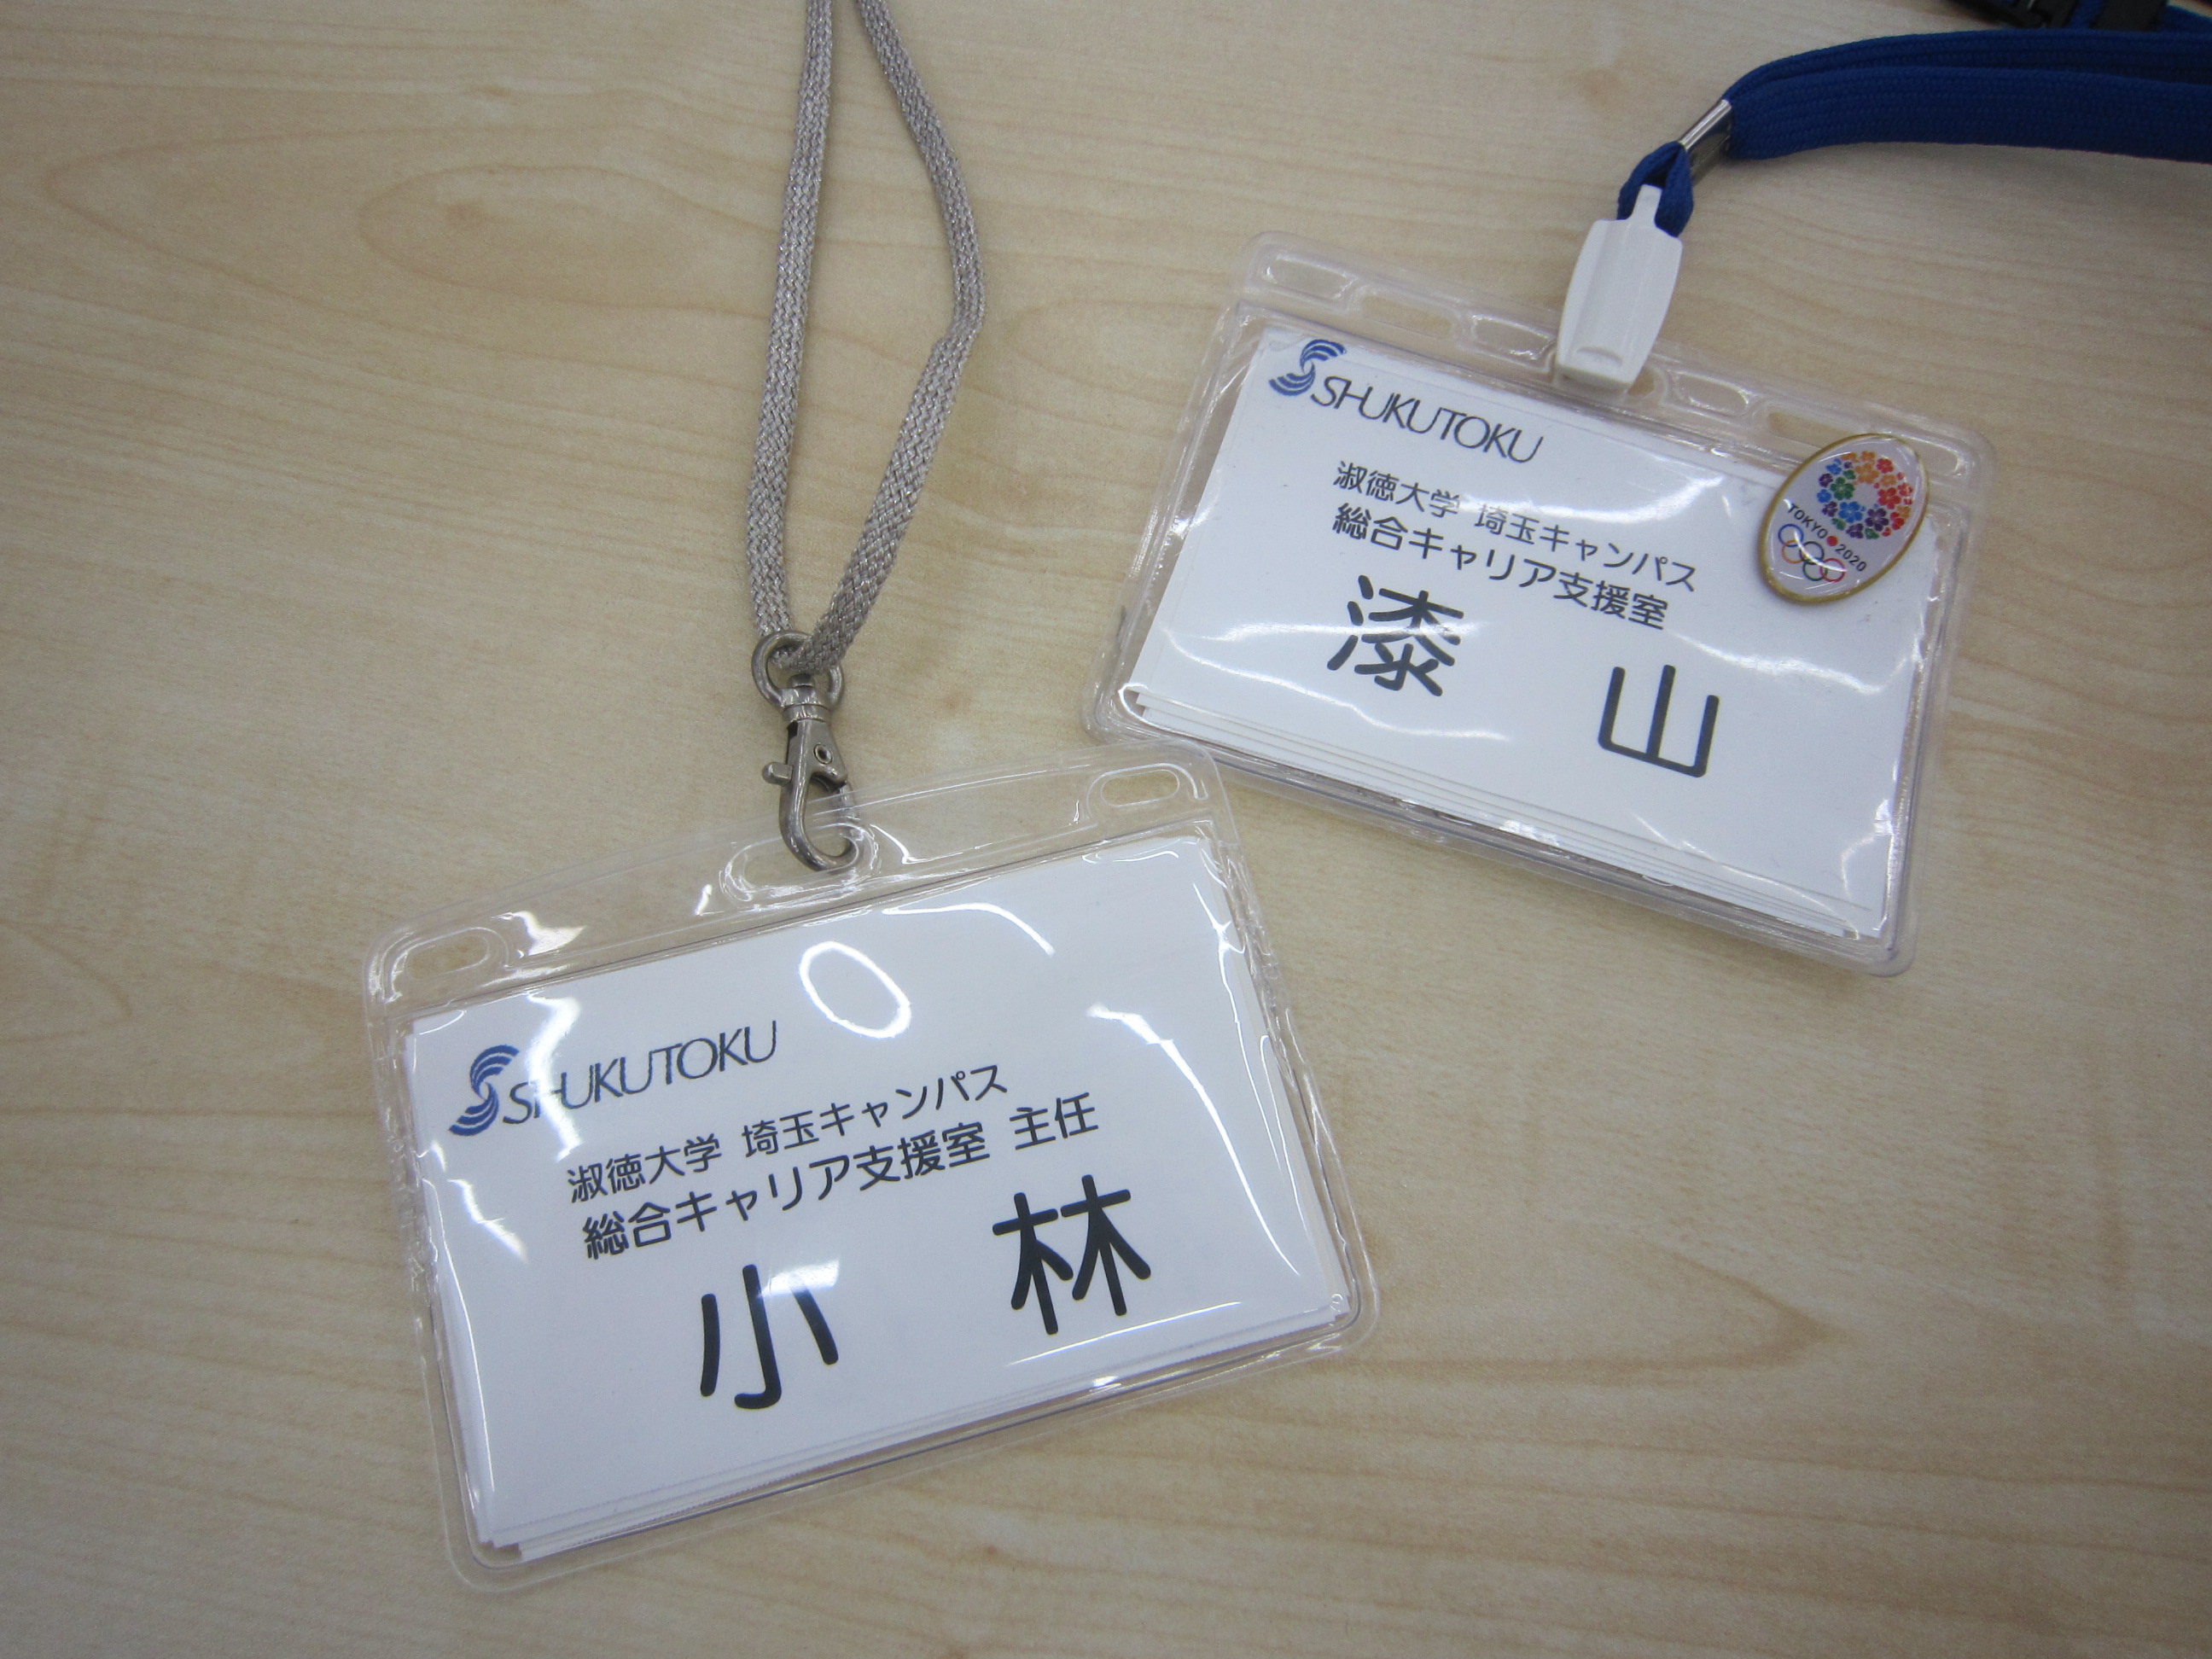 SHUKUTOKU
淑徳大学 埼玉キャンパス
総合キャリア支援室
漆 山
TOKYO 2020
SHUKUTOKU
淑徳大学 埼玉キャンパス
総合キャリア支援室 主任
小 林